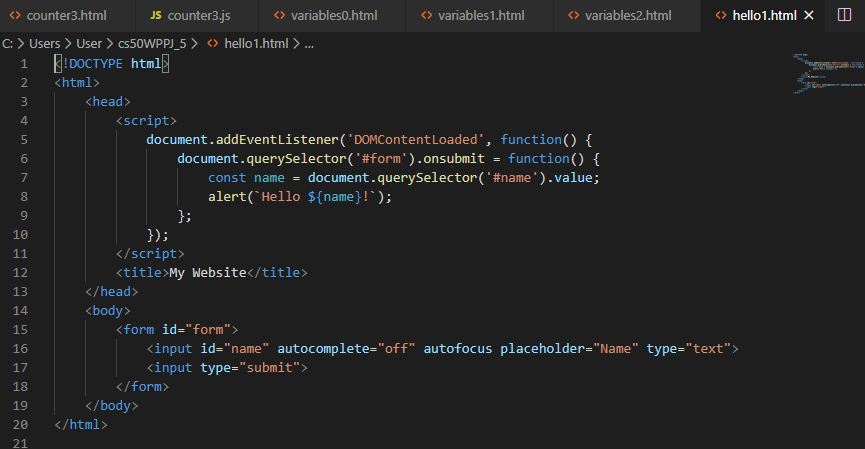 counter3.html JS counter3.js variables0.html variables1.html variables2.html hello1.html
C: > Users > User > cs50WPPJ_5 > hello1.html > ...
1 <!DOCTYPE html>
2 <html>
3 <head>
4 <script>
5 document.addEventListener('DOMContentLoaded', function() {
6 document.querySelector('#form').onsubmit = function() {
7 const name = document.querySelector('#name').value;
8 alert(`Hello ${name}!`);
9 };
10 });
11 </script>
12 <title>My Website</title>
13 </head>
14 <body>
15 <form id="form">
16 <input id="name" autocomplete="off" autofocus placeholder="Name" type="text">
17 <input type="submit">
18 </form>
19 </body>
20 </html>
21